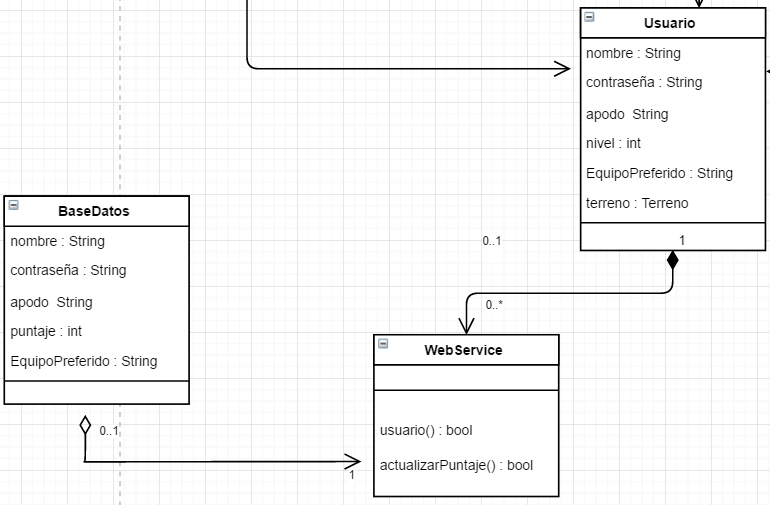 Usuario
nombre : String
contraseña : String
apodo  String
nivel : int
EquipoPreferido : String
terreno : Terreno
1
0..1
0..*
BaseDatos
nombre : String
contraseña : String
apodo  String
puntaje : int
EquipoPreferido : String
0..1
1
WebService
usuario() : bool
actualizarPuntaje() : bool